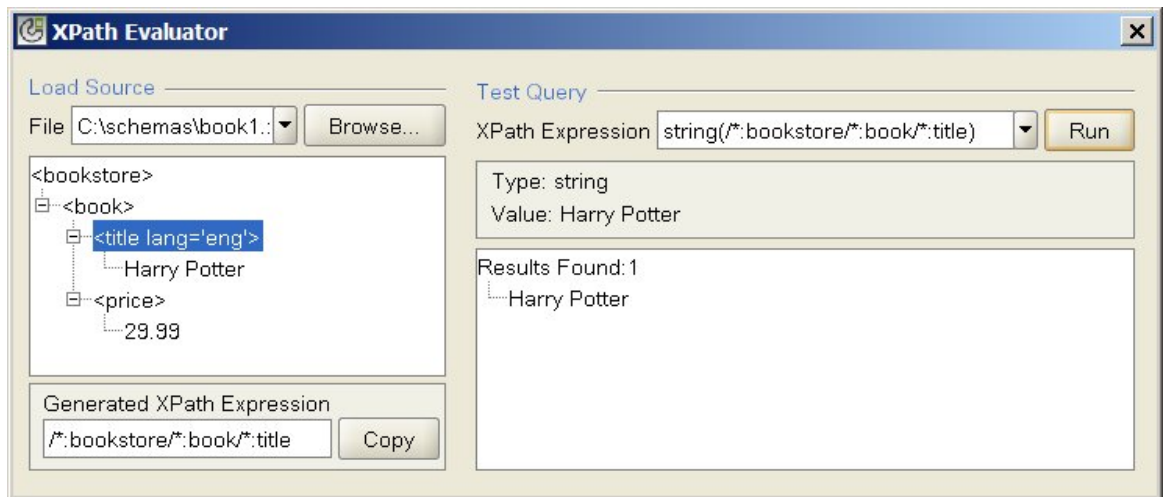 XPath Evaluator
Load Source
File C:\schemas\book1.: Browse...
<bookstore>
<book>
<title lang='eng'>
Harry Potter
<price>
29.99
Generated XPath Expression
/*:bookstore/*:book/*:title Copy
Test Query
XPath Expression string(/*:bookstore/*:book/*:title) Run
Type: string
Value: Harry Potter
Results Found:1
Harry Potter